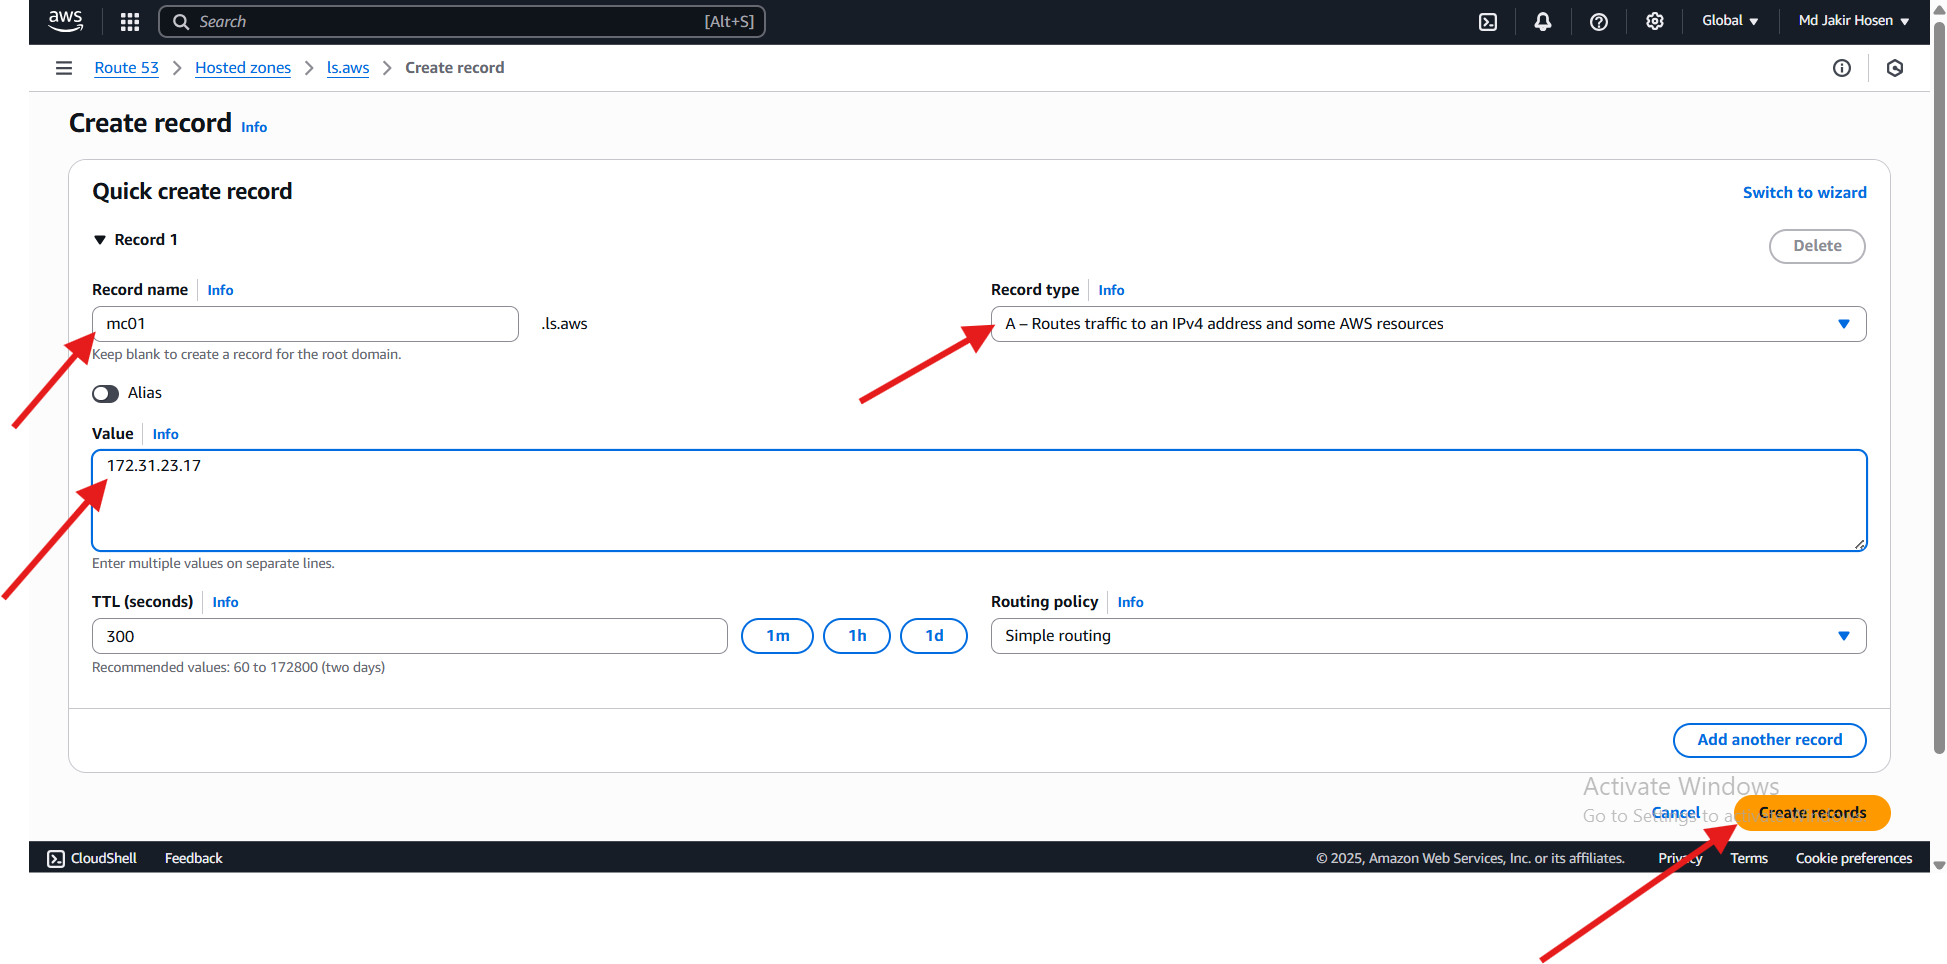 aws Search [Alt+S] Global Md Jakir Hosen
Route 53 > Hosted zones > ls.aws > Create record
Create record Info
Quick create record Switch to wizard
Record 1
Delete
Record name Info Record type Info
mc01 .ls.aws A – Routes traffic to an IPv4 address and some AWS resources
Keep blank to create a record for the root domain.
Alias
Value Info
172.31.23.17
Enter multiple values on separate lines.
TTL (seconds) Info Routing policy Info
300 1m 1h 1d Simple routing
Recommended values: 60 to 172800 (two days)
Add another record
Activate Windows
Go to Settings to a
Cancel Create records
CloudShell Feedback © 2025, Amazon Web Services, Inc. or its affiliates. Privacy Terms Cookie preferences